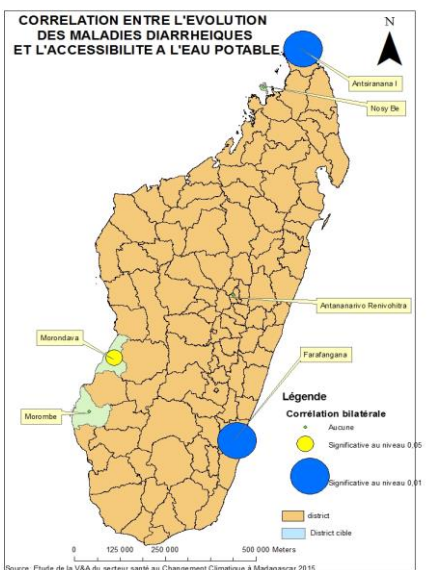 CORRELATION ENTRE L'EVOLUTION
DES MALADIES DIARRHEIQUES
ET L'ACCESSIBILITE A L'EAU POTABLE
N
Antsiranana I
Nosy Be
Antananarivo Renivohitra
Morondava
Farafangana
Morombe
Légende
Corrélation bilatérale
Aucune
Significative au niveau 0,05
Significative au niveau 0,01
district
District cible
0 125 000 250 000 500 000 Meters
Source: Etude de la V&A du secteur santé au Changement Climatique à Madagascar 2015